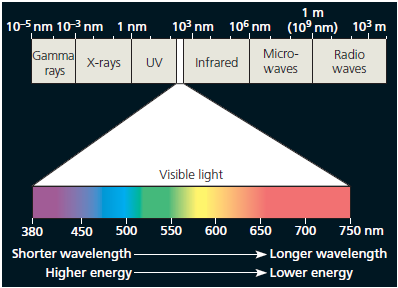 1 m
10⁻⁵ nm 10⁻³ nm 1 nm 10³ nm 10⁶ nm (10⁹ nm) 10³ m
Gamma rays X-rays UV Infrared Micro-waves Radio waves
Visible light
380 450 500 550 600 650 700 750 nm
Shorter wavelength Longer wavelength
Higher energy Lower energy